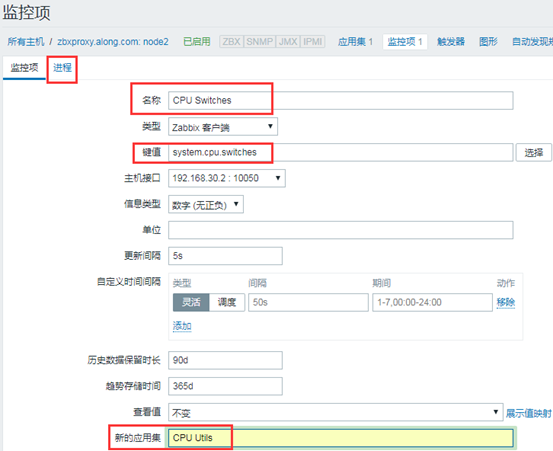 监控项
所有主机 / zbxproxy.along.com: node2 已启用 ZBX SNMP JMX IPMI 应用集 1 监控项 1 触发器 图形 自动发现规
监控项 进程
名称 CPU Switches
类型 Zabbix 客户端
键值 system.cpu.switches 选择
主机接口 192.168.30.2 : 10050
信息类型 数字 (无正负)
单位
更新间隔 5s
自定义时间间隔 类型 间隔 期间 动作
灵活 调度 50s 1-7,00:00-24:00 移除
添加
历史数据保留时长 90d
趋势存储时间 365d
查看值 不变 展示值映射
新的应用集 CPU Utils